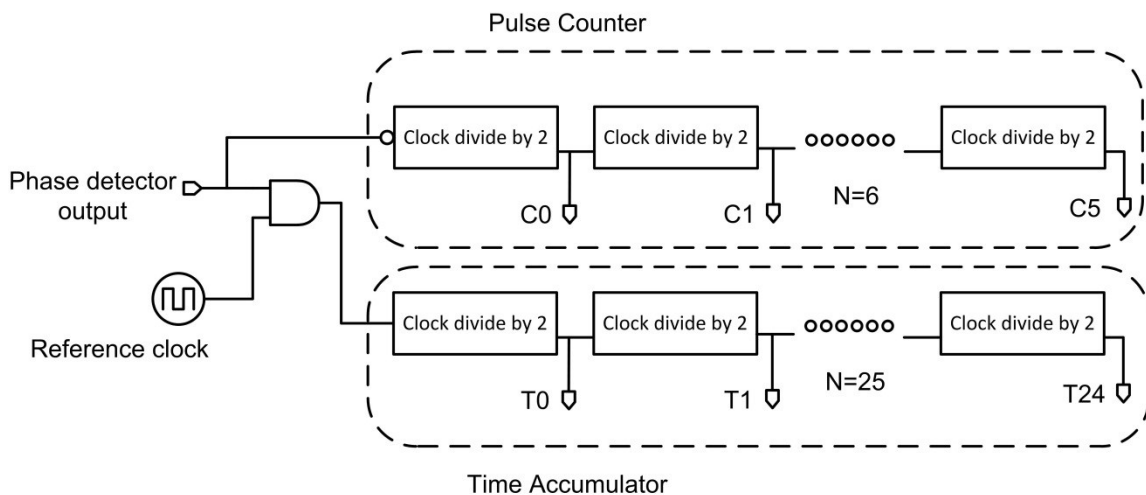 Pulse Counter
Clock divide by 2
Clock divide by 2
Clock divide by 2
Phase detector
output
C0
C1
N=6
C5
Reference clock
Clock divide by 2
Clock divide by 2
Clock divide by 2
T0
T1
N=25
T24
Time Accumulator